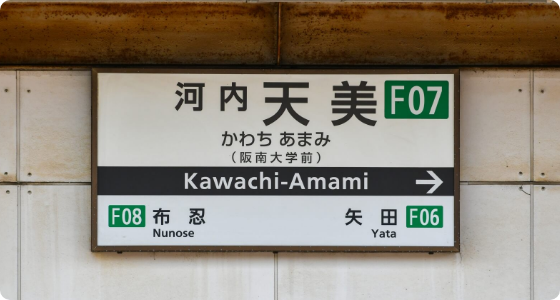 河内天美 F07
かわち あまみ
（阪南大学前）
Kawachi-Amami →
F08 布忍 矢田 F06
Nunose Yata